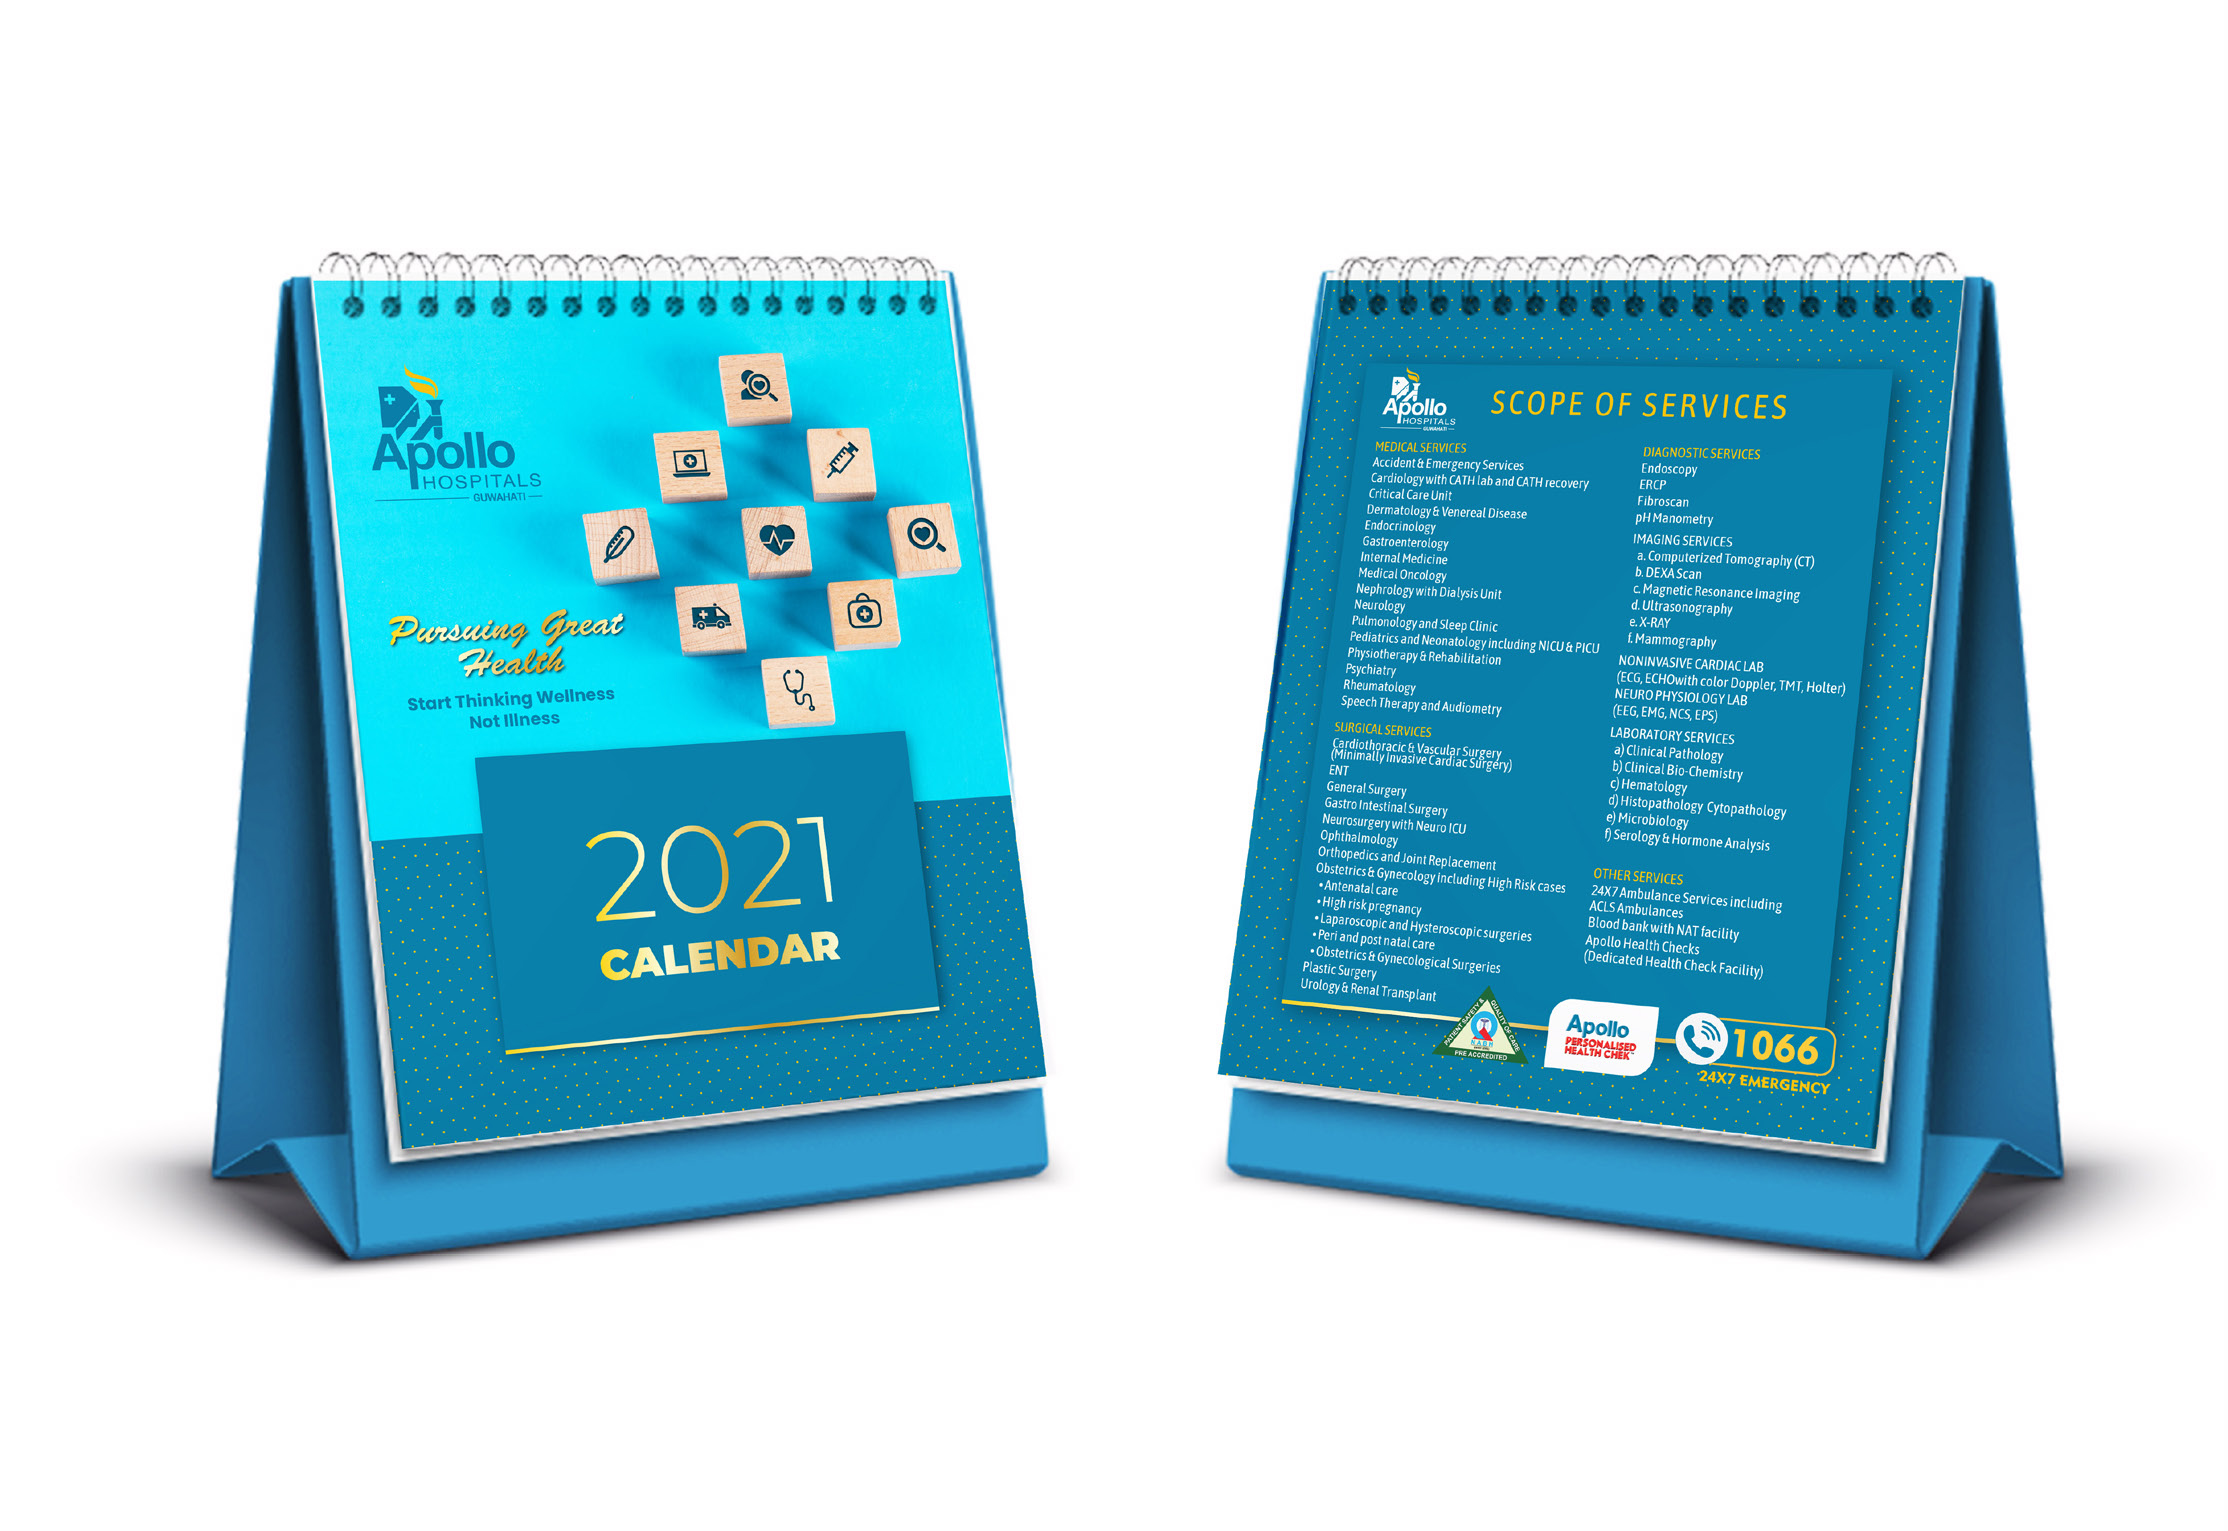 Apollo
HOSPITALS
GUWAHATI
Pursuing Great
Health
Start Thinking Wellness
Not Illness
2021
CALENDAR
Apollo
HOSPITALS
GUWAHATI
SCOPE OF SERVICES
MEDICAL SERVICES
Accident & Emergency Services
Cardiology with CATH lab and CATH recovery
Critical Care Unit
Dermatology & Venereal Disease
Endocrinology
Gastroenterology
Internal Medicine
Medical Oncology
Nephrology with Dialysis Unit
Neurology
Pulmonology and Sleep Clinic
Pediatrics and Neonatology including NICU & PICU
Physiotherapy & Rehabilitation
Psychiatry
Rheumatology
Speech Therapy and Audiometry
SURGICAL SERVICES
Cardiothoracic & Vascular Surgery
(Minimally Invasive Cardiac Surgery)
ENT
General Surgery
Gastro Intestinal Surgery
Neurosurgery with Neuro ICU
Ophthalmology
Orthopedics and Joint Replacement
Obstetrics & Gynecology including High Risk cases
• Antenatal care
• High risk pregnancy
• Laparoscopic and Hysteroscopic surgeries
• Peri and post natal care
• Obstetrics & Gynecological Surgeries
Plastic Surgery
Urology & Renal Transplant
DIAGNOSTIC SERVICES
Endoscopy
ERCP
Fibroscan
pH Manometry
IMAGING SERVICES
a. Computerized Tomography (CT)
b. DEXA Scan
c. Magnetic Resonance Imaging
d. Ultrasonography
e. X-RAY
f. Mammography
NONINVASIVE CARDIAC LAB
(ECG, ECHOwith color Doppler, TMT, Holter)
NEURO PHYSIOLOGY LAB
(EEG, EMG, NCS, EPS)
LABORATORY SERVICES
a) Clinical Pathology
b) Clinical Bio-Chemistry
c) Hematology
d) Histopathology Cytopathology
e) Microbiology
f) Serology & Hormone Analysis
OTHER SERVICES
24X7 Ambulance Services including
ACLS Ambulances
Blood bank with NAT facility
Apollo Health Checks
(Dedicated Health Check Facility)
PATIENT SAFETY & QUALITY OF CARE
NABH
PRE ACCREDITED
Apollo
PERSONALISED
HEALTH CHEK™
1066
24X7 EMERGENCY